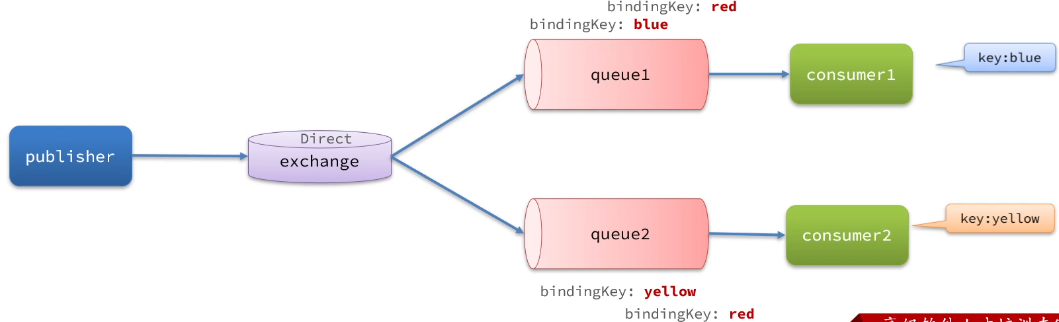 bindingKey: red
bindingKey: blue
queue1
consumer1
key:blue
Direct
exchange
publisher
queue2
consumer2
key:yellow
bindingKey: yellow
bindingKey: red